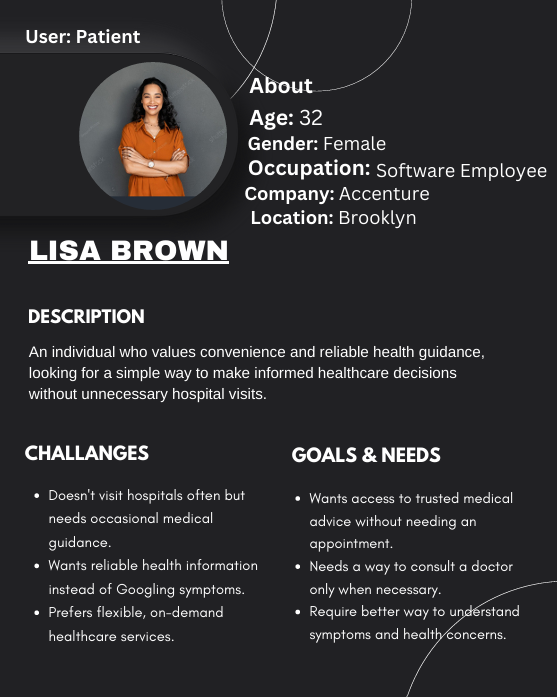 User: Patient
About
Age: 32
Gender: Female
Occupation: Software Employee
Company: Accenture
Location: Brooklyn
LISA BROWN
DESCRIPTION
An individual who values convenience and reliable health guidance,
looking for a simple way to make informed healthcare decisions
without unnecessary hospital visits.
CHALLANGES
• Doesn't visit hospitals often but
needs occasional medical
guidance.
• Wants reliable health information
instead of Googling symptoms.
• Prefers flexible, on-demand
healthcare services.
GOALS & NEEDS
• Wants access to trusted medical
advice without needing an
appointment.
• Needs a way to consult a doctor
only when necessary.
• Require better way to understand
symptoms and health concerns.